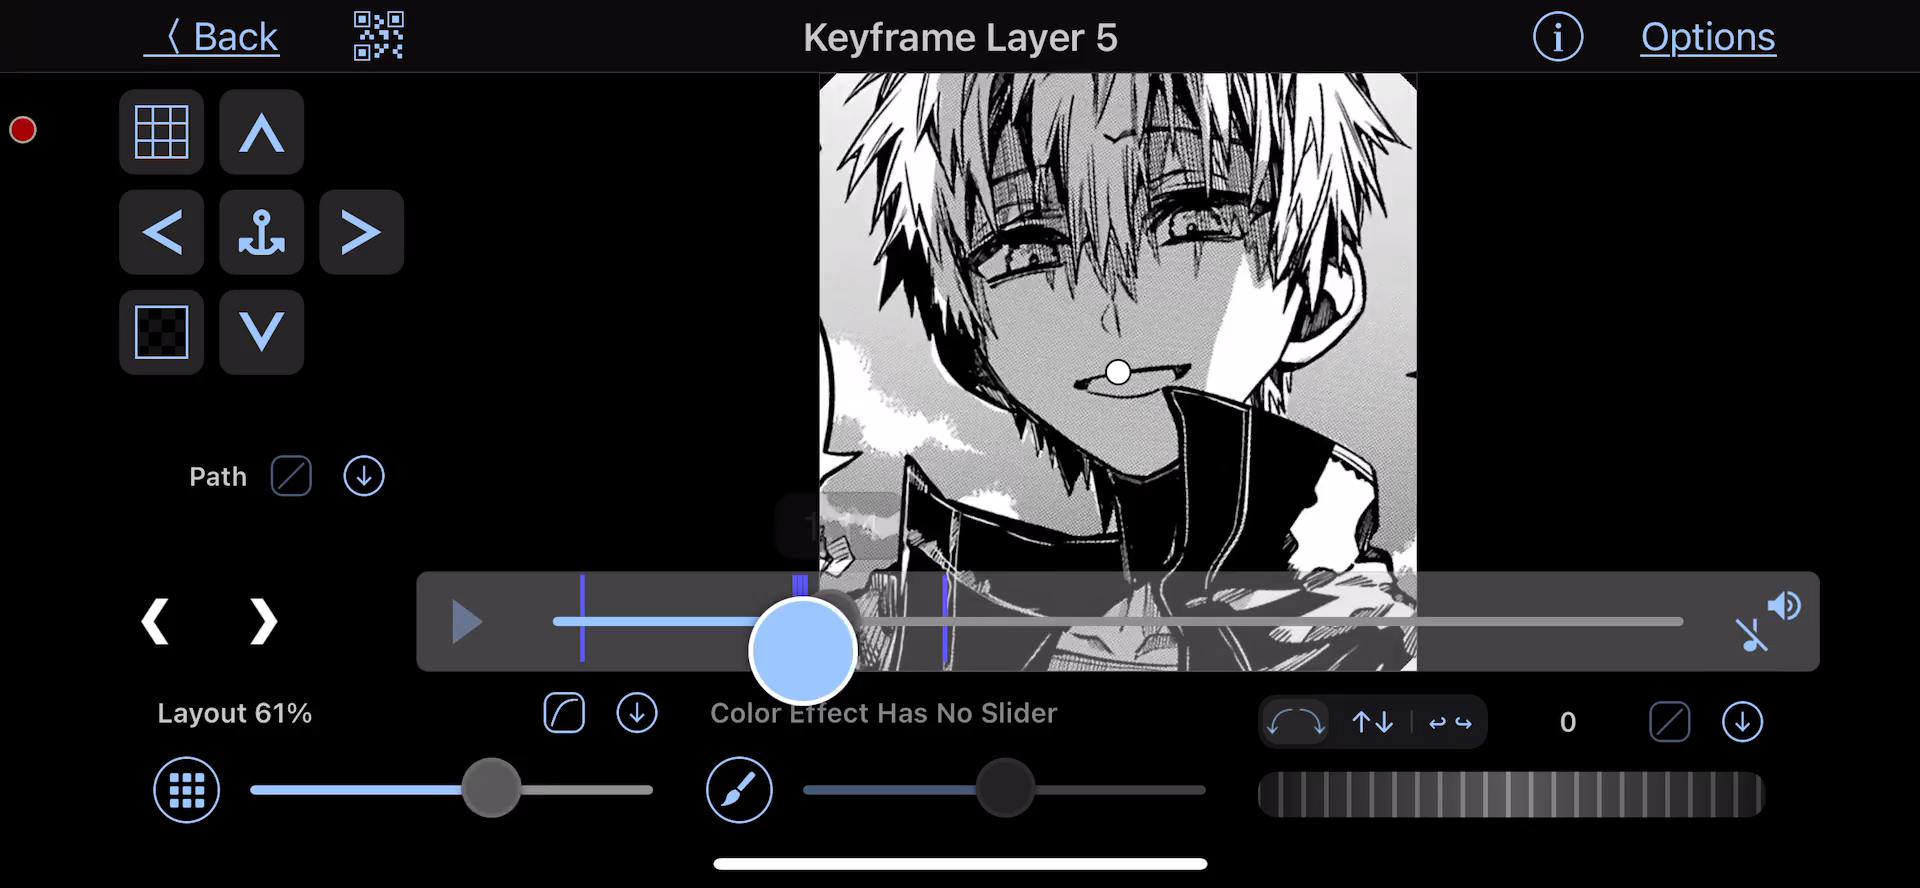 Back
Keyframe Layer 5
Options
Path
Layout 61%
Color Effect Has No Slider
0